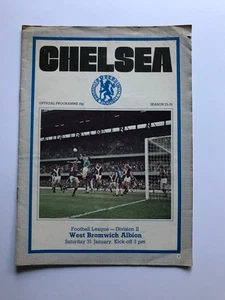 CHELSEA
OFFICIAL PROGRAMME 15p
SEASON 75-76
Football League — Division II
West Bromwich Albion
Saturday 31 January. Kick-off 3 pm